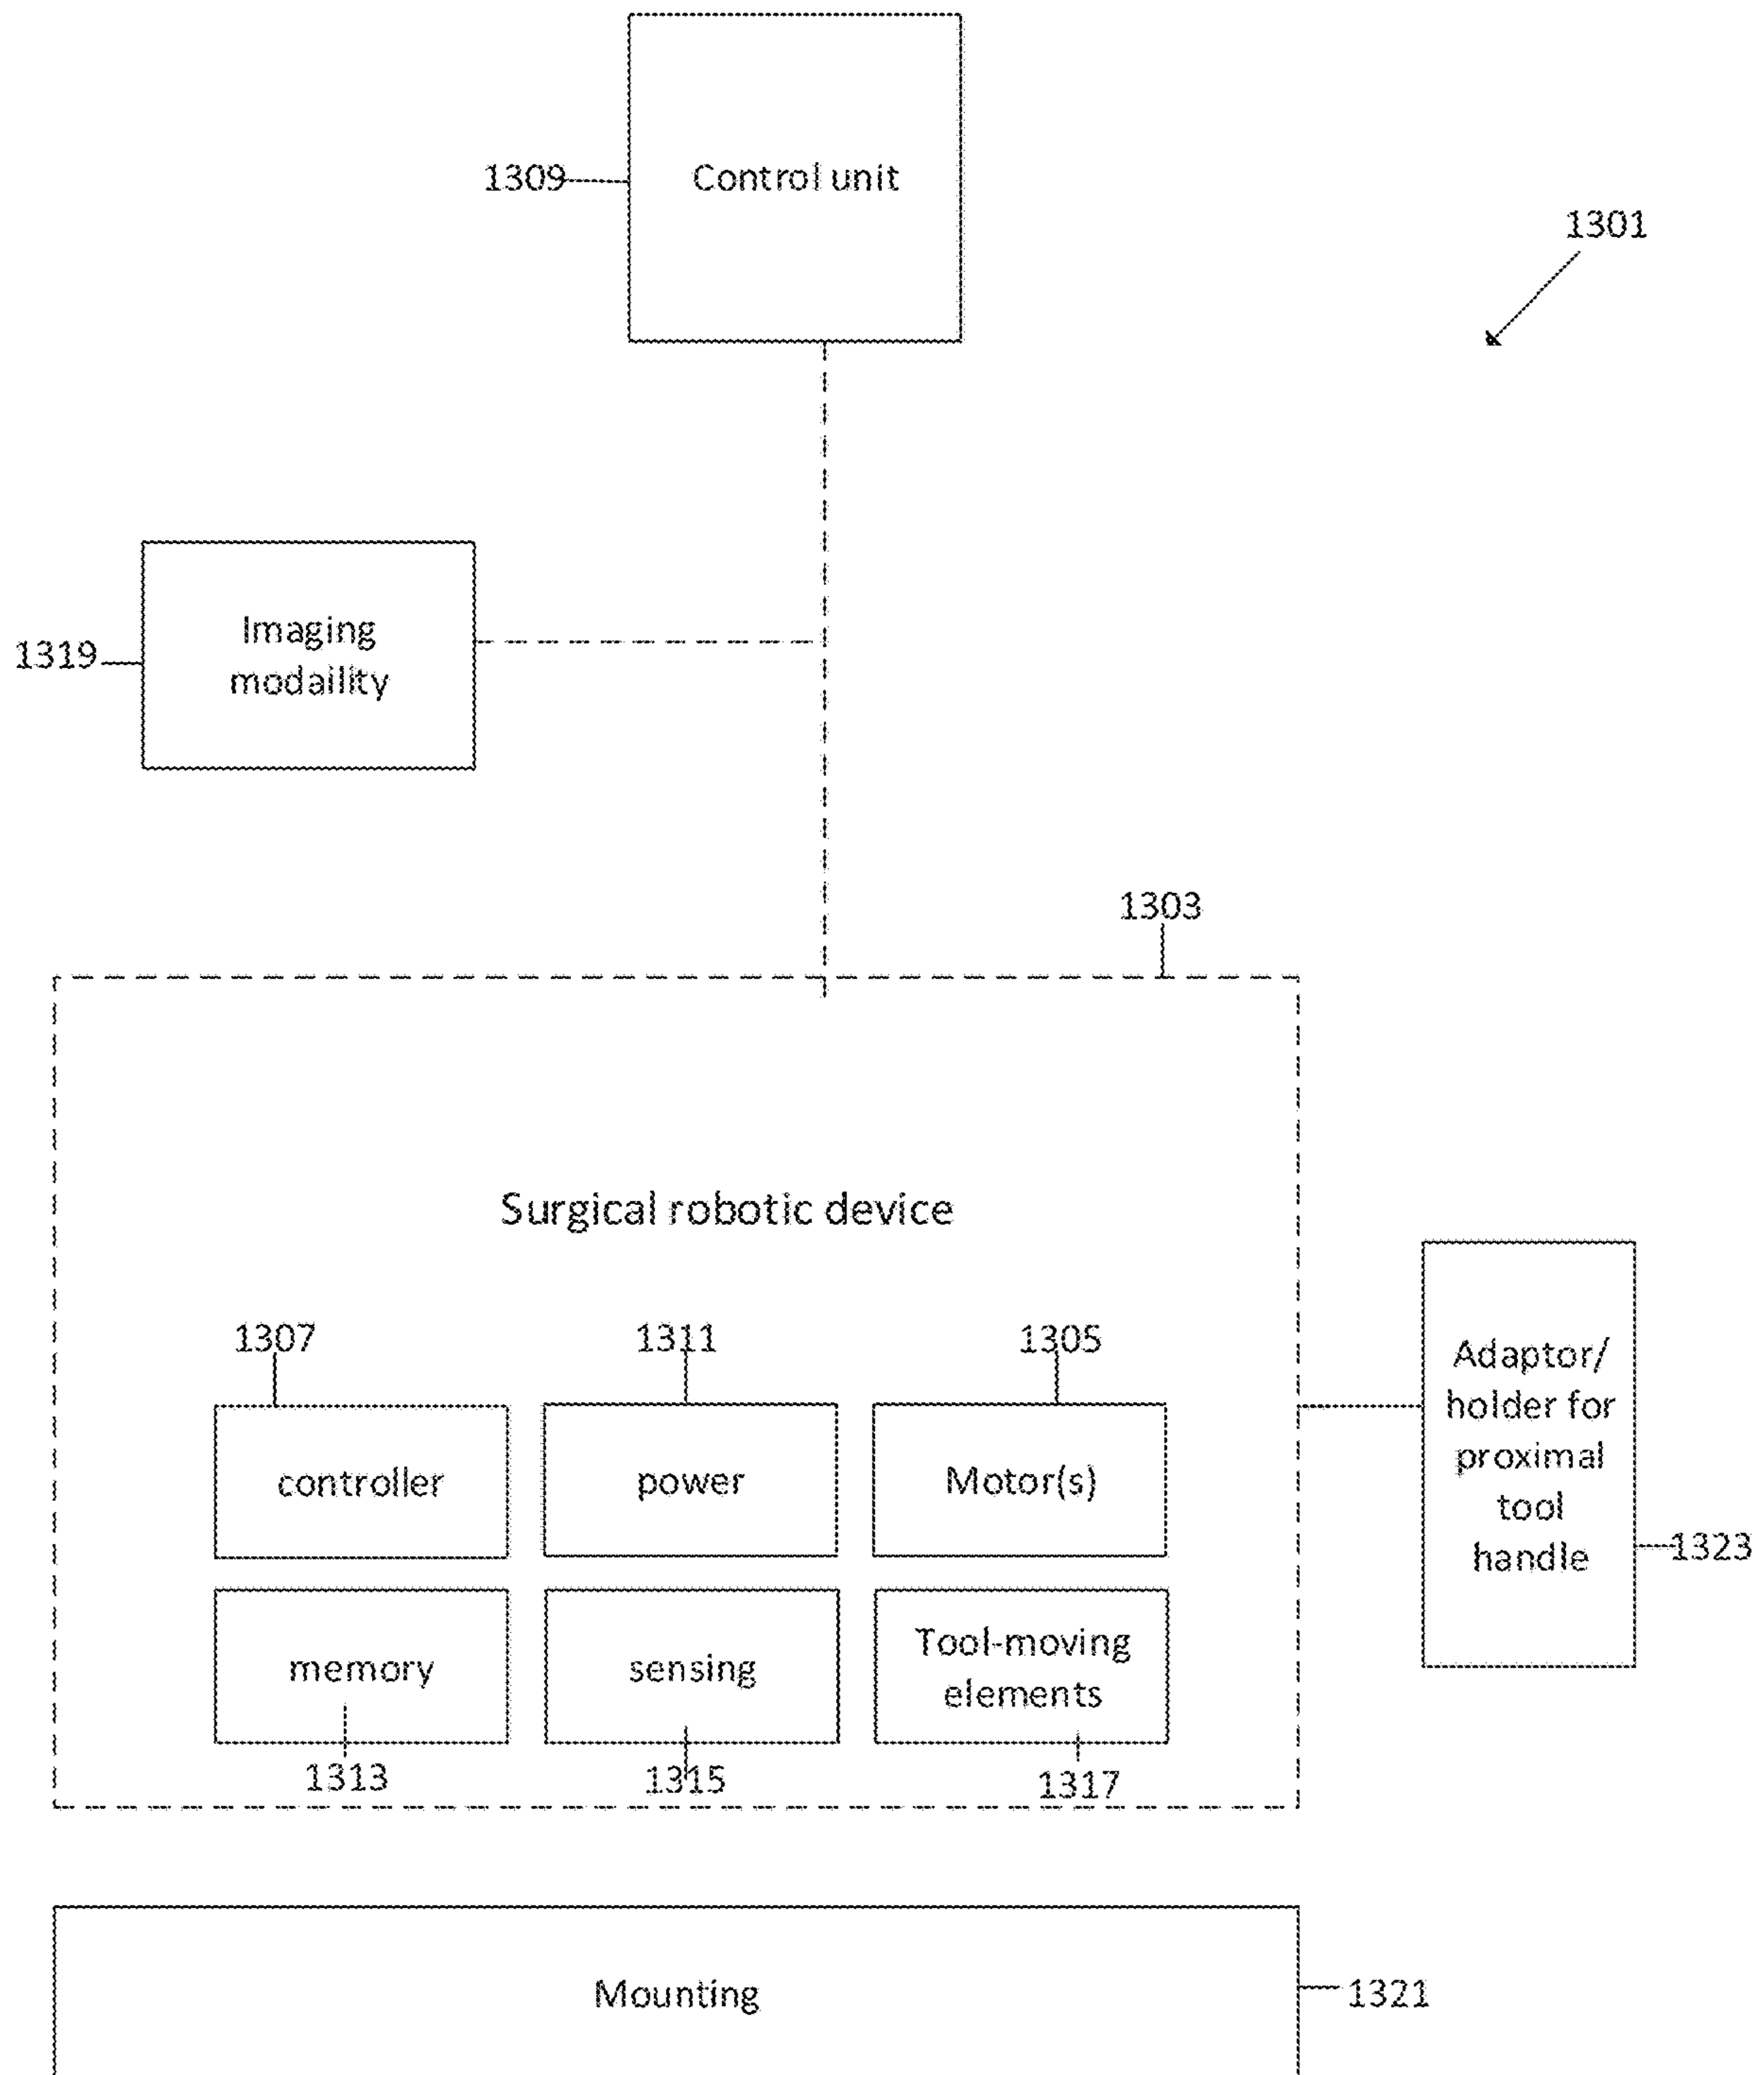 1309
Control unit
1301
Imaging
modaility
1319
1303
Surgical robotic device
1307
1311
1305
controller
power
Motor(s)
memory
sensing
Tool-moving
elements
1313
1315
1317
Adaptor/
holder for
proximal
tool
handle
1323
Mounting
1321